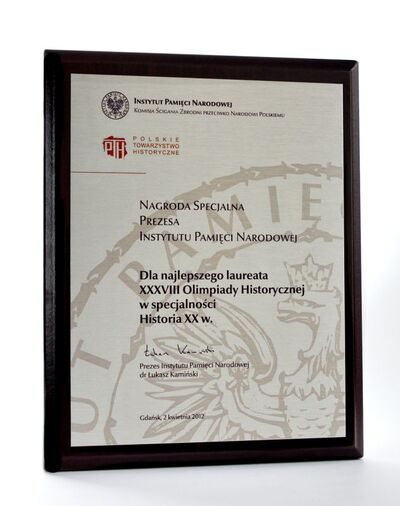 Instytut Pamięci Narodowej
Komisja Ścigania Zbrodni przeciwko Narodowi Polskiemu
PTH
POLSKIE
TOWARZYSTWO
HISTORYCZNE
Nagroda Specjalna
Prezesa
Instytutu Pamięci Narodowej
Dla najlepszego laureata
XXXVIII Olimpiady Historycznej
w specjalności
Historia XX w.
Prezes Instytutu Pamięci Narodowej
dr Łukasz Kamiński
Gdańsk, 2 kwietnia 2012